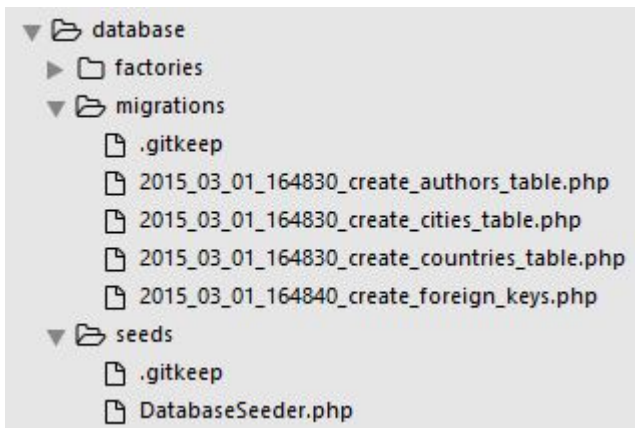 database
factories
migrations
.gitkeep
2015_03_01_164830_create_authors_table.php
2015_03_01_164830_create_cities_table.php
2015_03_01_164830_create_countries_table.php
2015_03_01_164840_create_foreign_keys.php
seeds
.gitkeep
DatabaseSeeder.php